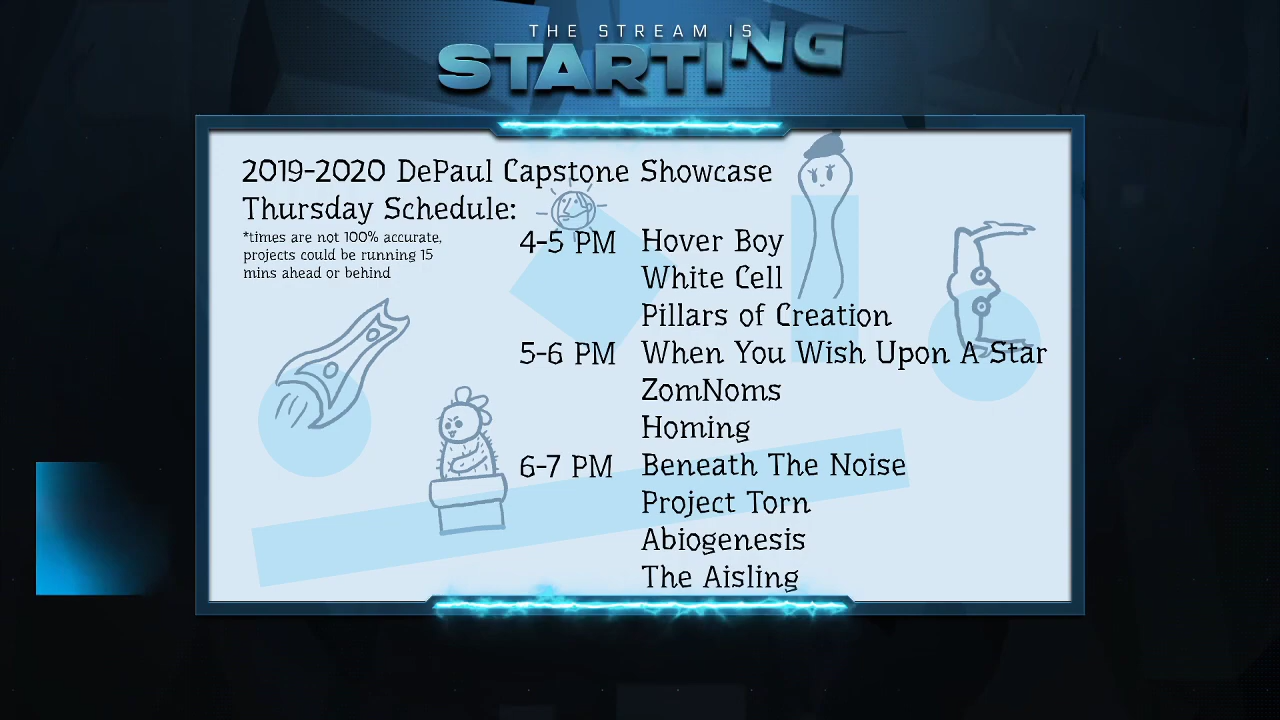 THE STREAM IS
STARTING
2019-2020 DePaul Capstone Showcase
Thursday Schedule:
*times are not 100% accurate,
projects could be running 15
mins ahead or behind
4-5 PM Hover Boy
White Cell
Pillars of Creation
5-6 PM When You Wish Upon A Star
ZomNoms
Homing
6-7 PM Beneath The Noise
Project Torn
Abiogenesis
The Aisling